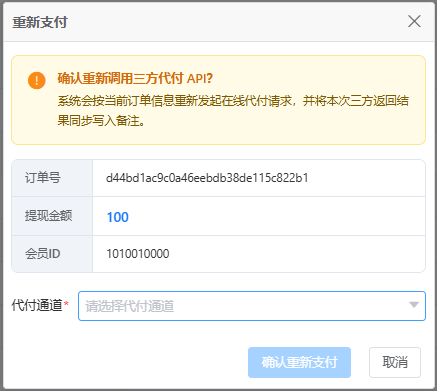 重新支付
确认重新调用三方代付 API?
系统会按当前订单信息重新发起在线代付请求，并将本次三方返回结
果同步写入备注。
订单号 d44bd1ac9c0a46eebdb38de115c822b1
提现金额 100
会员ID 1010010000
代付通道* 请选择代付通道
确认重新支付 取消